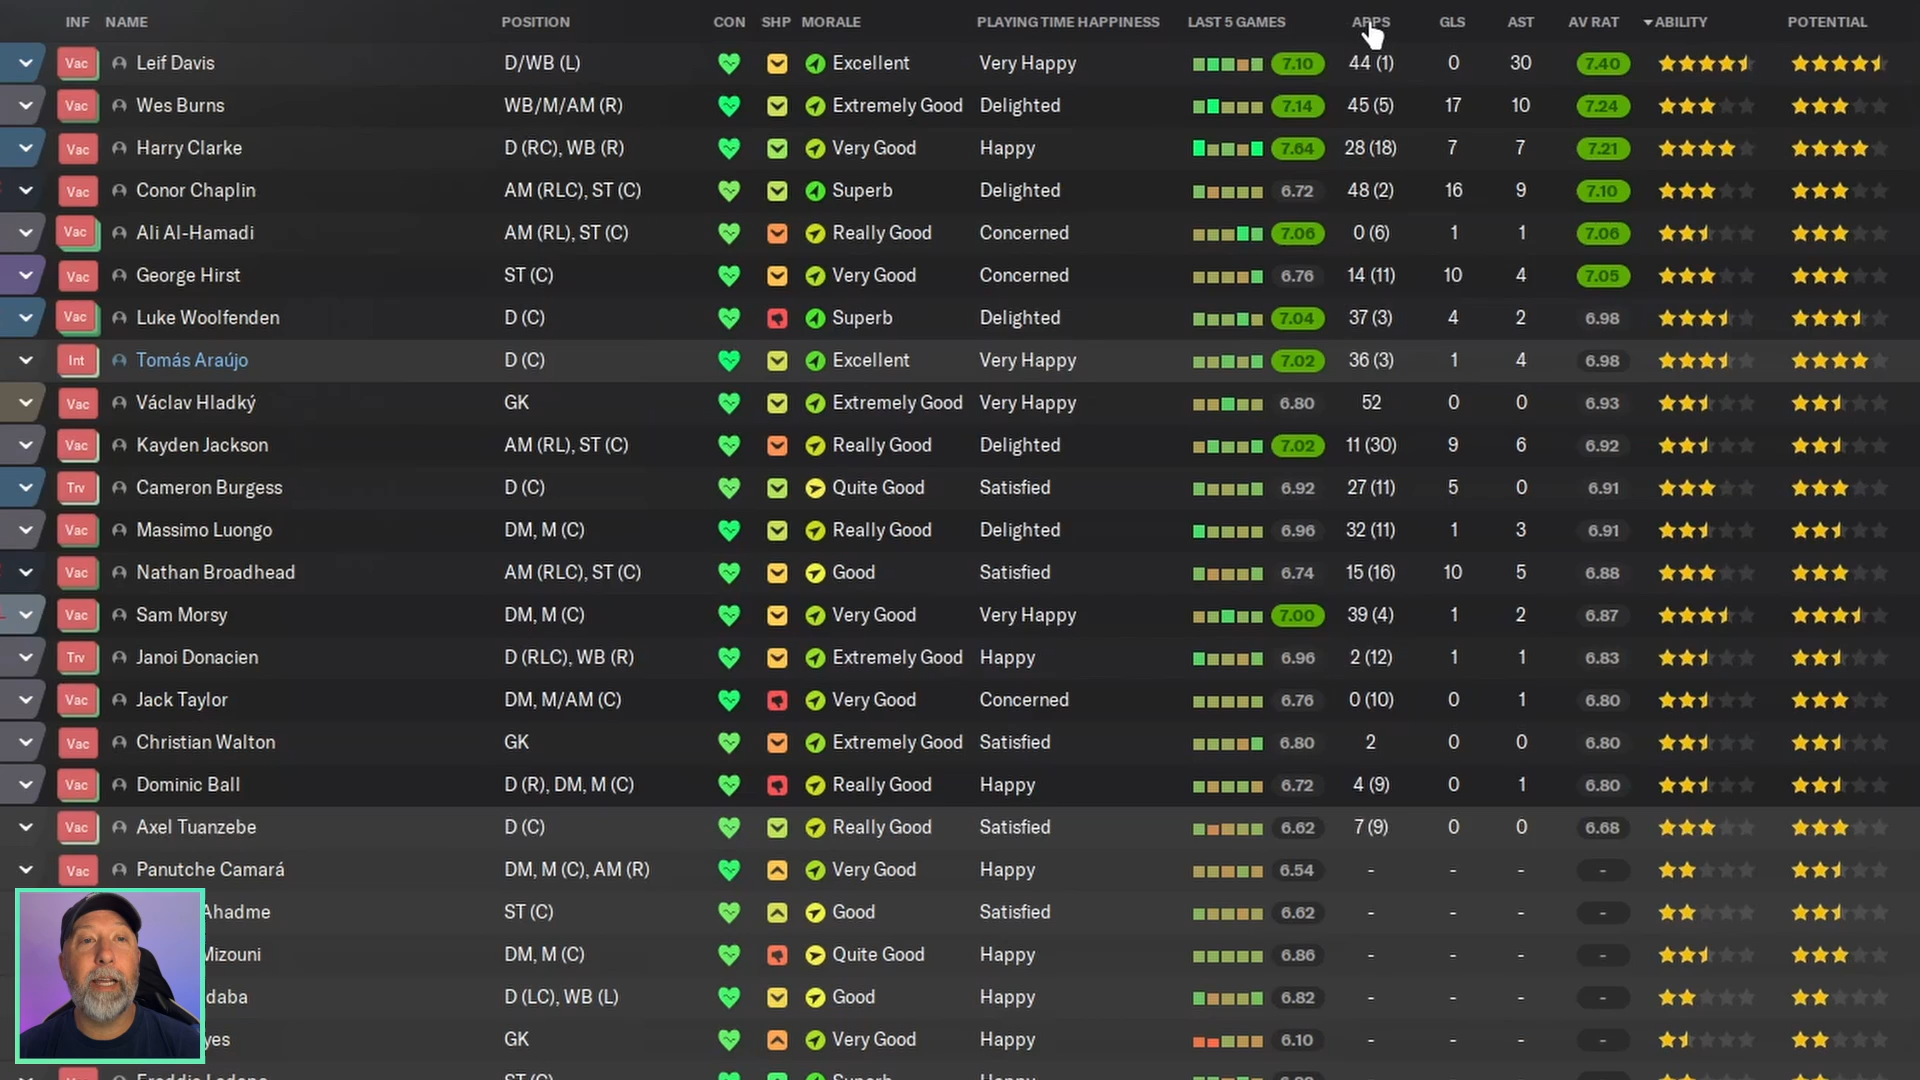 INF NAME POSITION CON SHP MORALE PLAYING TIME HAPPINESS LAST 5 GAMES APPS GLS AST AV RAT ABILITY POTENTIAL
Vac Leif Davis D/WB (L) Excellent Very Happy 7.10 44 (1) 0 30 7.40
Vac Wes Burns WB/M/AM (R) Extremely Good Delighted 7.14 45 (5) 17 10 7.24
Vac Harry Clarke D (RC), WB (R) Very Good Happy 7.64 28 (18) 7 7 7.21
Vac Conor Chaplin AM (RLC), ST (C) Superb Delighted 6.72 48 (2) 16 9 7.10
Vac Ali Al-Hamadi AM (RL), ST (C) Really Good Concerned 7.06 0 (6) 1 1 7.06
Vac George Hirst ST (C) Very Good Concerned 6.76 14 (11) 10 4 7.05
Vac Luke Woolfenden D (C) Superb Delighted 7.04 37 (3) 4 2 6.98
Int Tomás Araújo D (C) Excellent Very Happy 7.02 36 (3) 1 4 6.98
Vac Václav Hladký GK Extremely Good Very Happy 6.80 52 0 0 6.93
Vac Kayden Jackson AM (RL), ST (C) Really Good Delighted 7.02 11 (30) 9 6 6.92
Trv Cameron Burgess D (C) Quite Good Satisfied 6.92 27 (11) 5 0 6.91
Vac Massimo Luongo DM, M (C) Really Good Delighted 6.96 32 (11) 1 3 6.91
Vac Nathan Broadhead AM (RLC), ST (C) Good Satisfied 6.74 15 (16) 10 5 6.88
Vac Sam Morsy DM, M (C) Very Good Very Happy 7.00 39 (4) 1 2 6.87
Trv Janoi Donacien D (RLC), WB (R) Extremely Good Happy 6.96 2 (12) 1 1 6.83
Vac Jack Taylor DM, M/AM (C) Very Good Concerned 6.76 0 (10) 0 1 6.80
Vac Christian Walton GK Extremely Good Satisfied 6.80 2 0 0 6.80
Vac Dominic Ball D (R), DM, M (C) Really Good Happy 6.72 4 (9) 0 1 6.80
Vac Axel Tuanzebe D (C) Really Good Satisfied 6.62 7 (9) 0 0 6.68
Vac Panutche Camará DM, M (C), AM (R) Very Good Happy 6.54 - - - -
Ahadme ST (C) Good Satisfied 6.62 - - - -
Mizouni DM, M (C) Quite Good Happy 6.86 - - - -
daba D (LC), WB (L) Good Happy 6.82 - - - -
yes GK Very Good Happy 6.10 - - - -